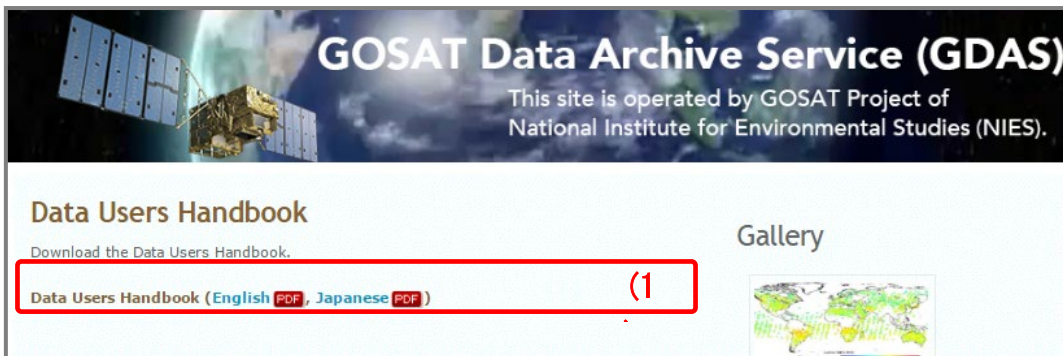 GOSAT Data Archive Service (GDAS)
This site is operated by GOSAT Project of
National Institute for Environmental Studies (NIES).
Data Users Handbook
Download the Data Users Handbook.
Data Users Handbook (English PDF, Japanese PDF)
(1
Gallery